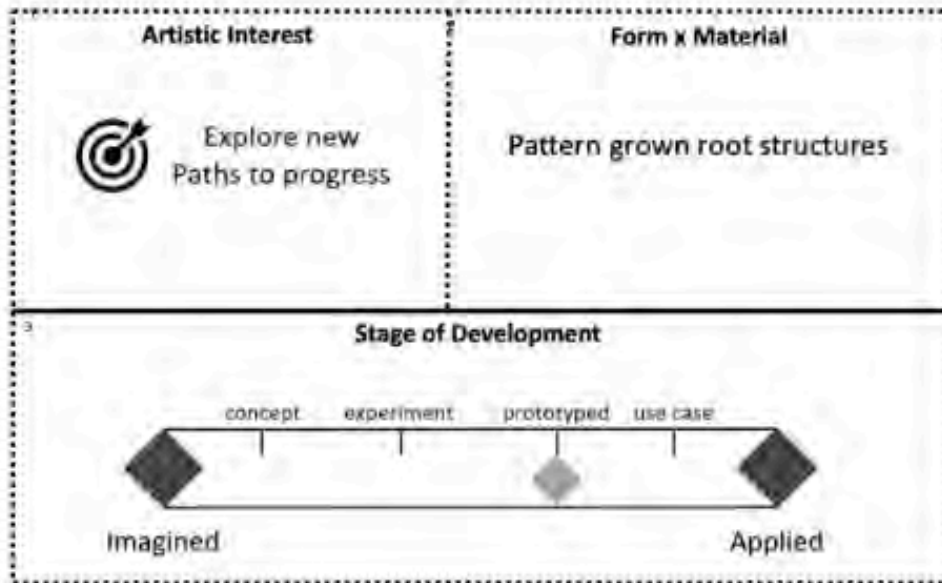 Artistic Interest
Explore new
Paths to progress
Form x Material
Pattern grown root structures
3
Stage of Development
concept experiment prototyped use case
Imagined Applied